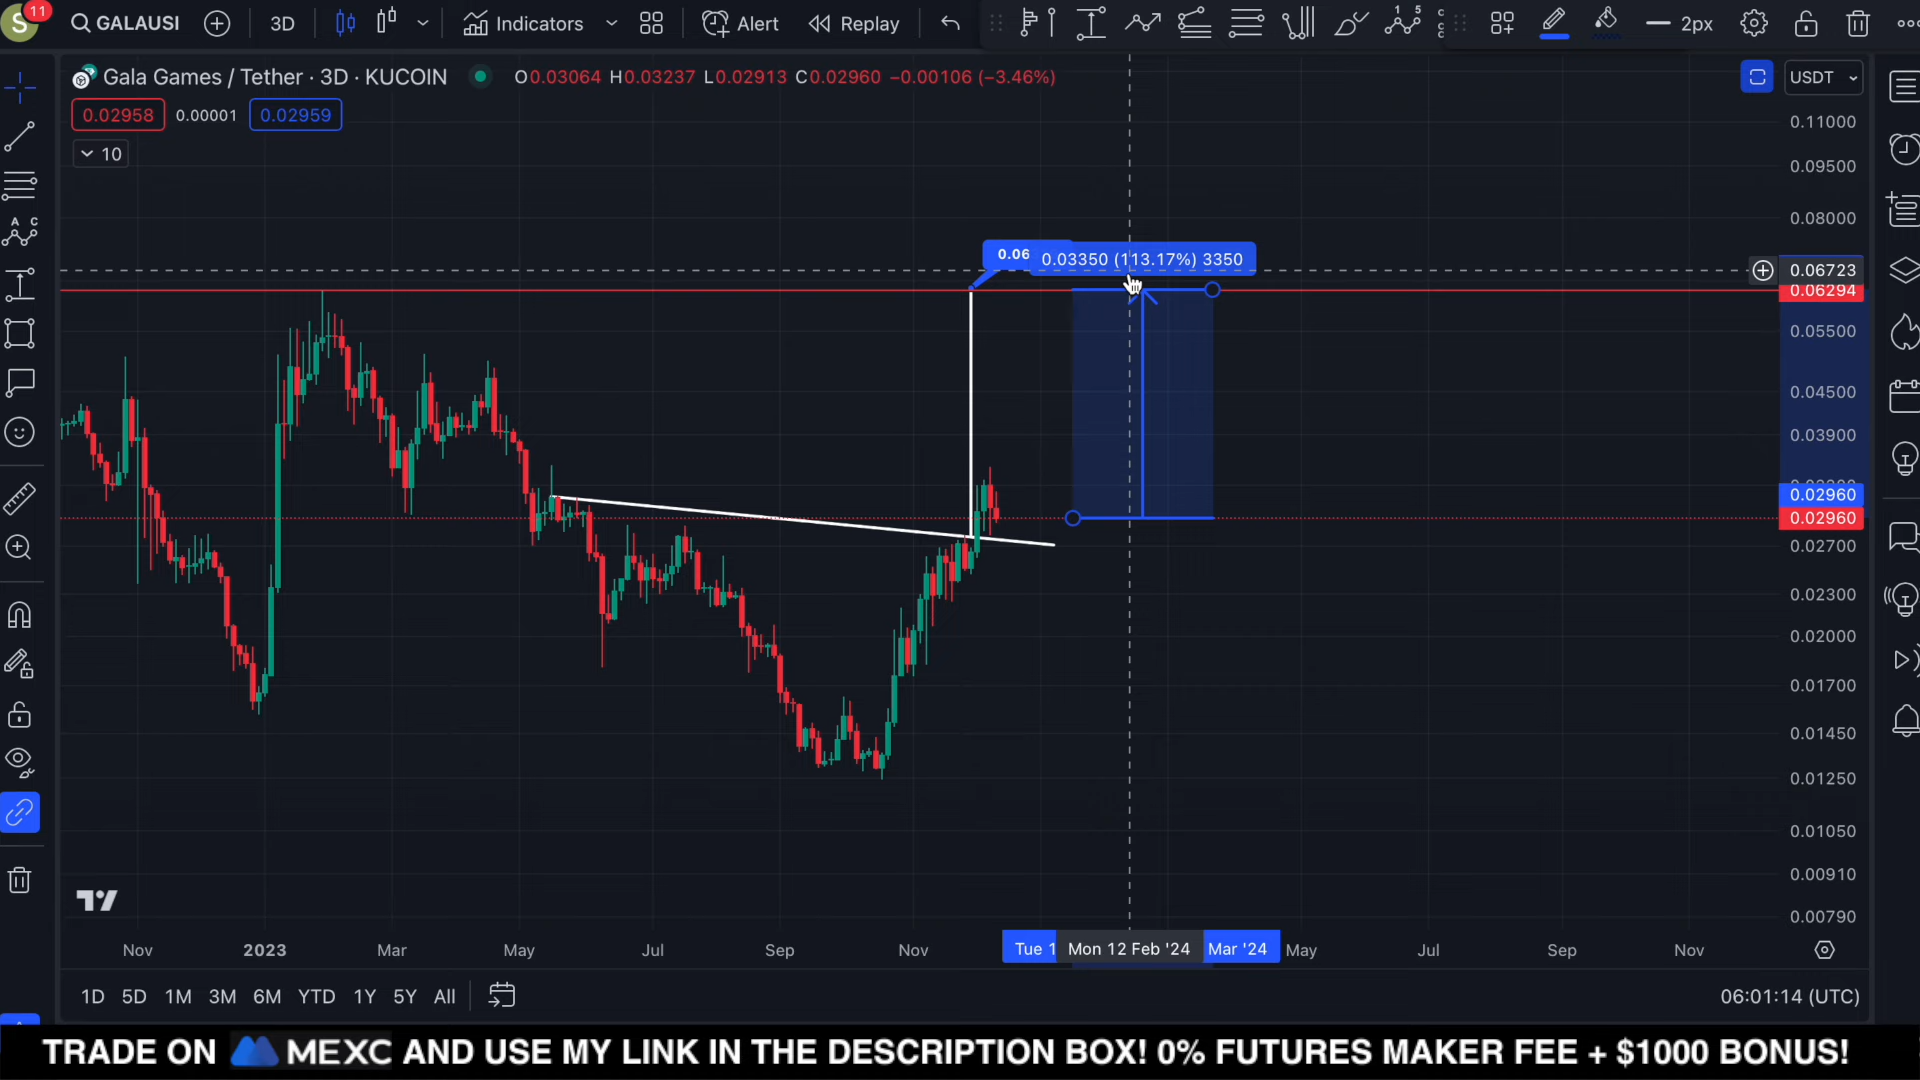 S 11 GALAUSI 3D Indicators Alert Replay 2px
Gala Games / Tether · 3D · KUCOIN O0.03064 H0.03237 L0.02913 C0.02960 −0.00106 (−3.46%) USDT
0.02958 0.00001 0.02959
10
0.11000
0.09500
0.08000
0.06 0.03350 (113.17%) 3350
0.06723
0.06294
0.05500
0.04500
0.03900
0.02960
0.02960
0.02700
0.02300
0.02000
0.01700
0.01450
0.01250
0.01050
0.00910
0.00790
Nov 2023 Mar May Jul Sep Nov Tue 1 Mon 12 Feb '24 Mar '24 May Jul Sep Nov
1D 5D 1M 3M 6M YTD 1Y 5Y All 06:01:14 (UTC)
TRADE ON MEXC AND USE MY LINK IN THE DESCRIPTION BOX! 0% FUTURES MAKER FEE + $1000 BONUS!